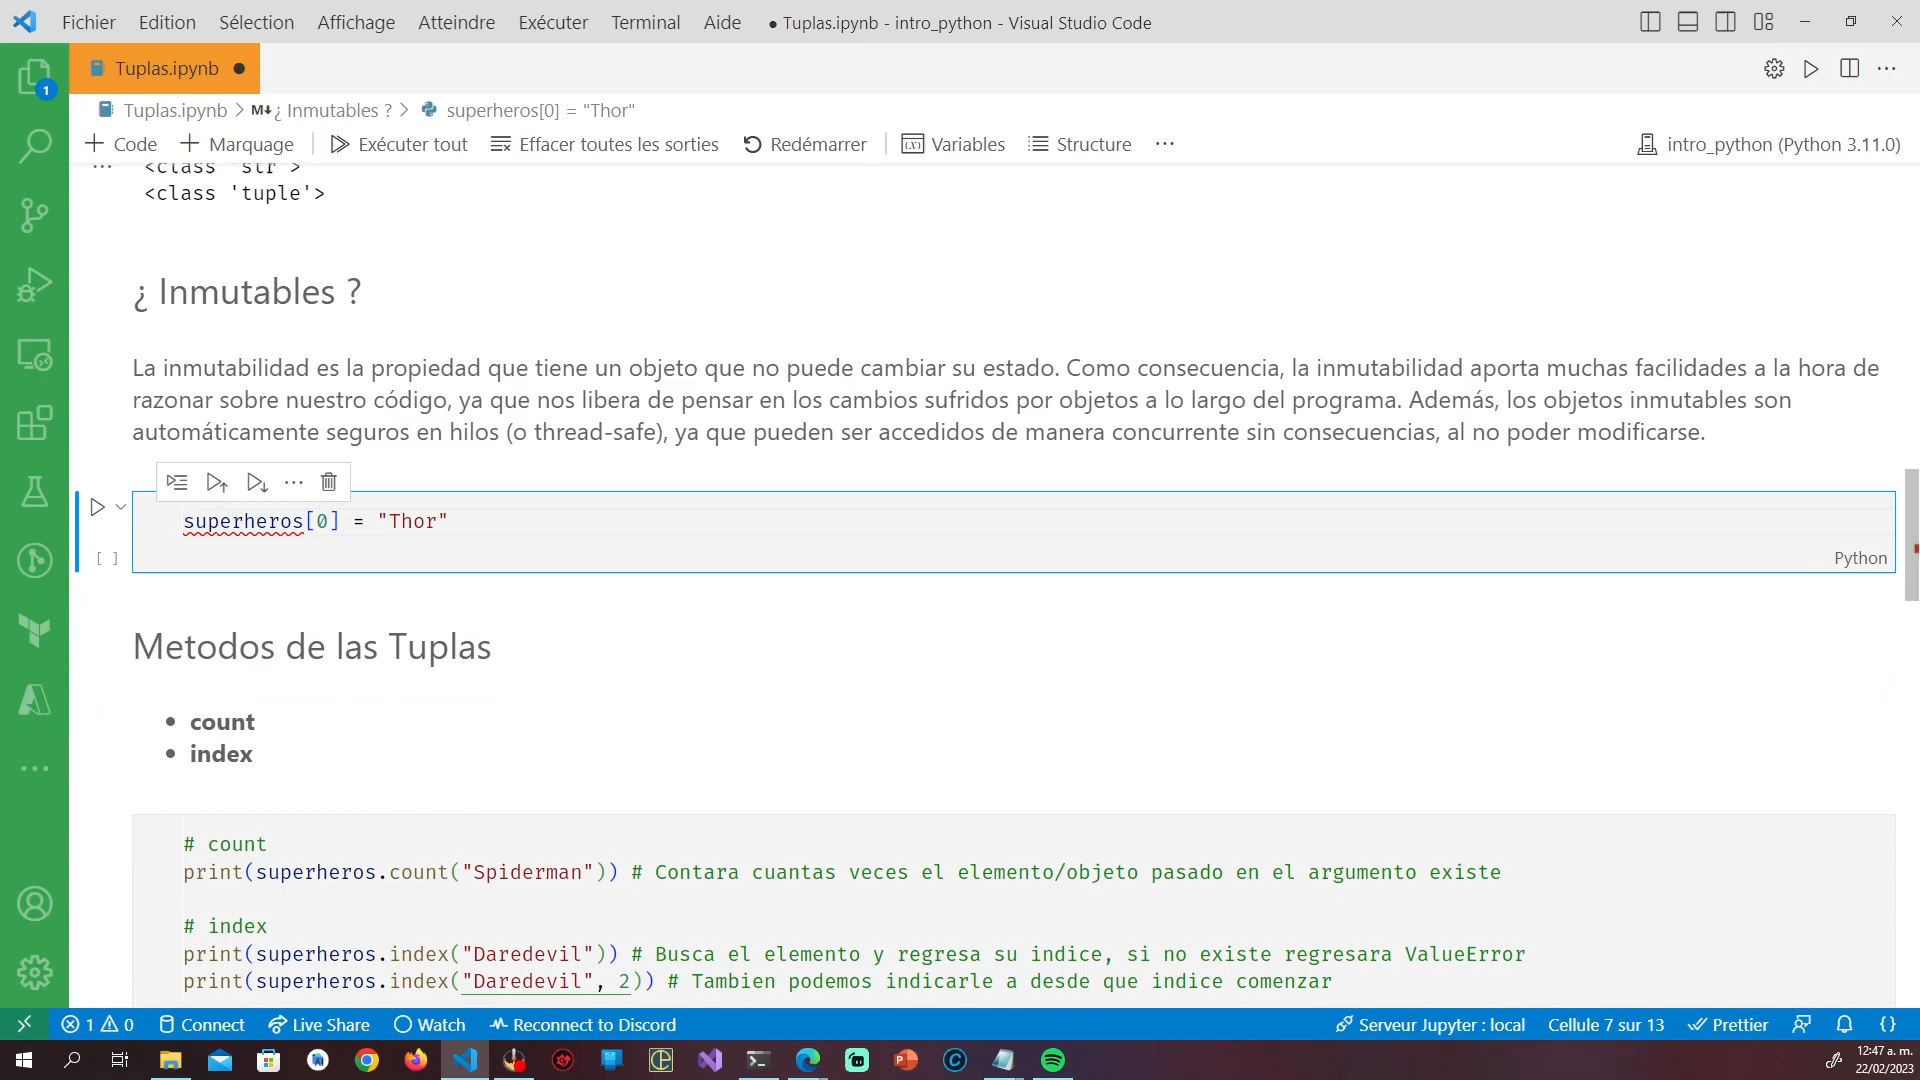 Fichier Edition Sélection Affichage Atteindre Exécuter Terminal Aide ● Tuplas.ipynb - intro_python - Visual Studio Code
Tuplas.ipynb ●
1
Tuplas.ipynb > M↓ ¿ Inmutables ? > superheros[0] = "Thor"
+ Code + Marquage Exécuter tout Effacer toutes les sorties Redémarrer Variables Structure ... intro_python (Python 3.11.0)
<class 'str'>
<class 'tuple'>
¿ Inmutables ?
La inmutabilidad es la propiedad que tiene un objeto que no puede cambiar su estado. Como consecuencia, la inmutabilidad aporta muchas facilidades a la hora de
razonar sobre nuestro código, ya que nos libera de pensar en los cambios sufridos por objetos a lo largo del programa. Además, los objetos inmutables son
automáticamente seguros en hilos (o thread-safe), ya que pueden ser accedidos de manera concurrente sin consecuencias, al no poder modificarse.
superheros[0] = "Thor"
[ ] Python
Metodos de las Tuplas
• count
• index
# count
print(superheros.count("Spiderman")) # Contara cuantas veces el elemento/objeto pasado en el argumento existe
# index
print(superheros.index("Daredevil")) # Busca el elemento y regresa su indice, si no existe regresara ValueError
print(superheros.index("Daredevil", 2)) # Tambien podemos indicarle a desde que indice comenzar
1 0 Connect Live Share Watch Reconnect to Discord Serveur Jupyter : local Cellule 7 sur 13 Prettier {}
12:47 a. m.
22/02/2023